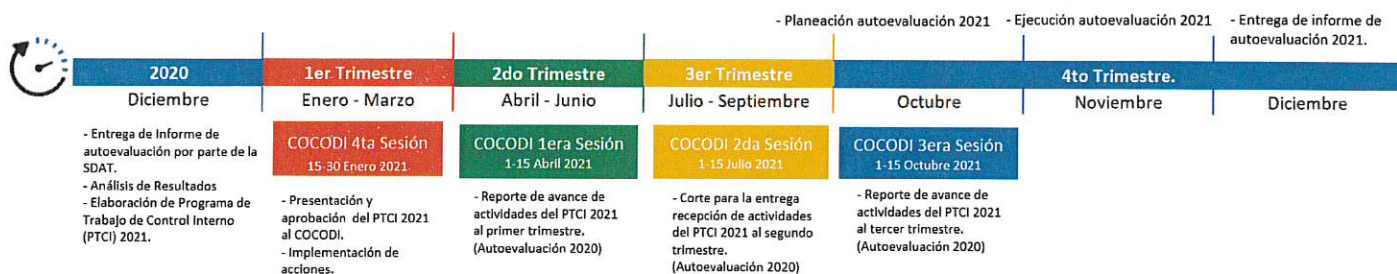 - Planeación autoevaluación 2021
- Ejecución autoevaluación 2021
- Entrega de informe de
autoevaluación 2021.
2020
1er Trimestre
2do Trimestre
3er Trimestre
4to Trimestre.
Diciembre
Enero - Marzo
Abril - Junio
Julio - Septiembre
Octubre
Noviembre
Diciembre
- Entrega de Informe de
autoevaluación por parte de la
SDAT.
- Análisis de Resultados
- Elaboración de Programa de
Trabajo de Control Interno
(PTCI) 2021.
COCODI 4ta Sesión
15-30 Enero 2021
- Presentación y
aprobación del PTCI 2021
al COCODI.
- Implementación de
acciones.
COCODI 1era Sesión
1-15 Abril 2021
- Reporte de avance de
actividades del PTCI 2021
al primer trimestre.
(Autoevaluación 2020)
COCODI 2da Sesión
1-15 Julio 2021
- Corte para la entrega
recepción de actividades
del PTCI 2021 al segundo
trimestre.
(Autoevaluación 2020)
COCODI 3era Sesión
1-15 Octubre 2021
- Reporte de avance de
actividades del PTCI 2021
al tercer trimestre.
(Autoevaluación 2020)